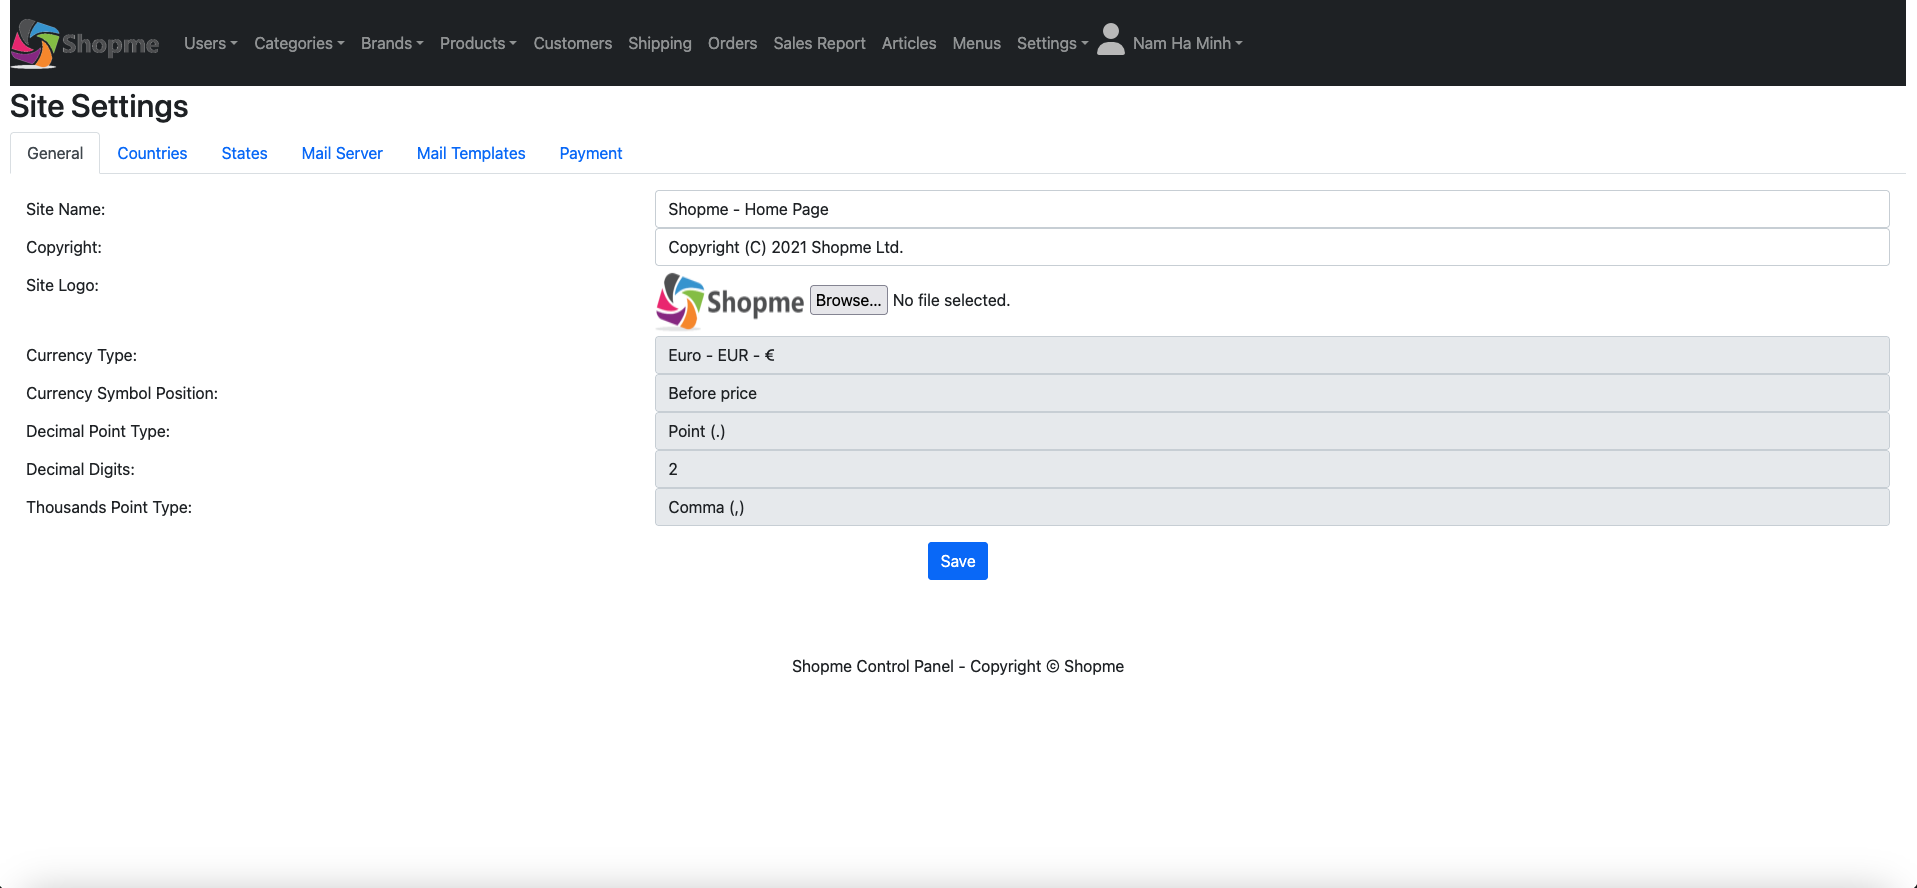 Shopme Users Categories Brands Products Customers Shipping Orders Sales Report Articles Menus Settings Nam Ha Minh
Site Settings
General Countries States Mail Server Mail Templates Payment
Site Name: Shopme - Home Page
Copyright: Copyright (C) 2021 Shopme Ltd.
Site Logo: Shopme Browse... No file selected.
Currency Type: Euro - EUR - €
Currency Symbol Position: Before price
Decimal Point Type: Point (.)
Decimal Digits: 2
Thousands Point Type: Comma (,)
Save
Shopme Control Panel - Copyright © Shopme